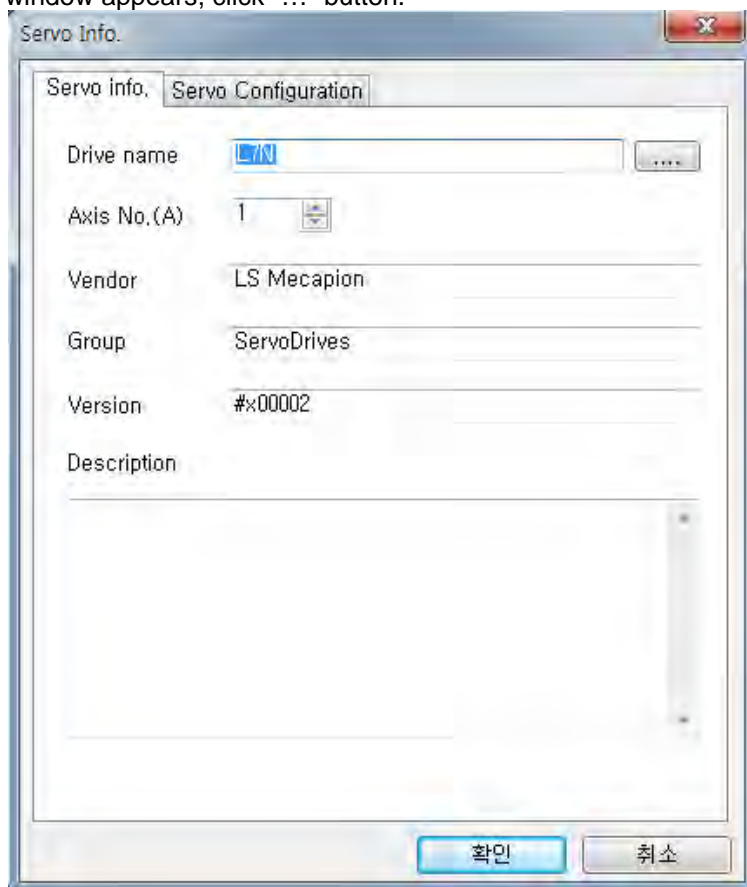 window appears, click "…" button.
Servo Info.
Servo info. Servo Configuration
Drive name L7N ....
Axis No.(A) 1
Vendor LS Mecapion
Group ServoDrives
Version #x00002
Description
확인 취소